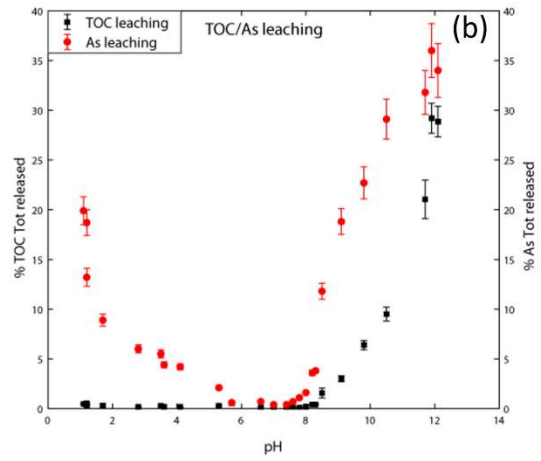 TOC leaching
As leaching
TOC/As leaching
(b)
% TOC Tot released
40
35
30
25
20
15
10
5
0
% As Tot released
40
35
30
25
20
15
10
5
0
0 2 4 6 8 10 12 14
pH